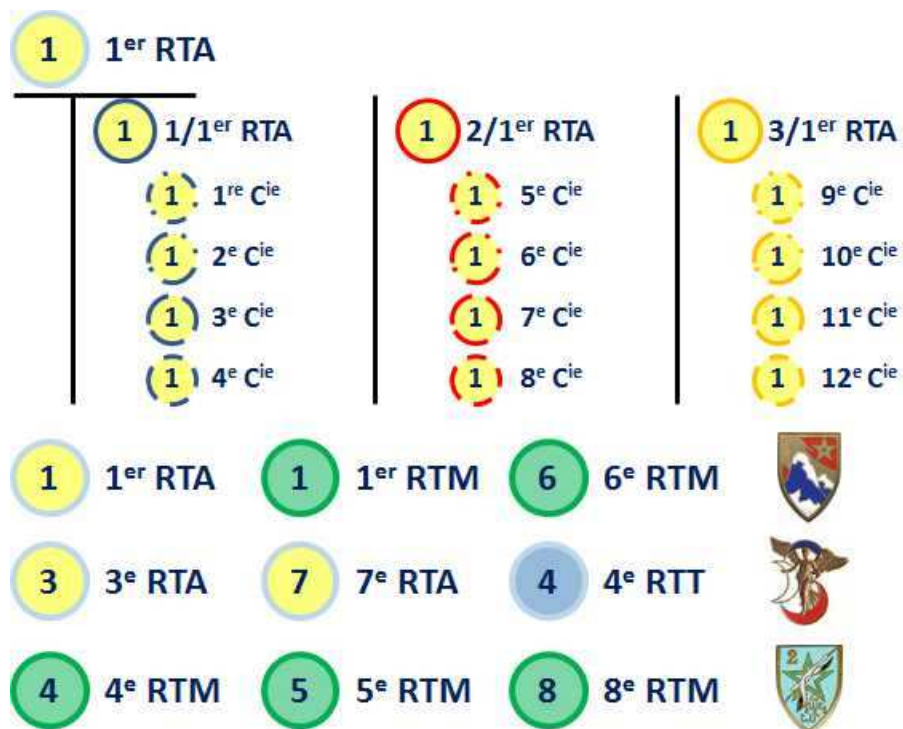 1 1er RTA
1 1/1er RTA 1 2/1er RTA 1 3/1er RTA
1 1re Cie 1 5e Cie 1 9e Cie
1 2e Cie 1 6e Cie 1 10e Cie
1 3e Cie 1 7e Cie 1 11e Cie
1 4e Cie 1 8e Cie 1 12e Cie
1 1er RTA 1 1er RTM 6 6e RTM
3 3e RTA 7 7e RTA 4 4e RTT
4 4e RTM 5 5e RTM 8 8e RTM
2